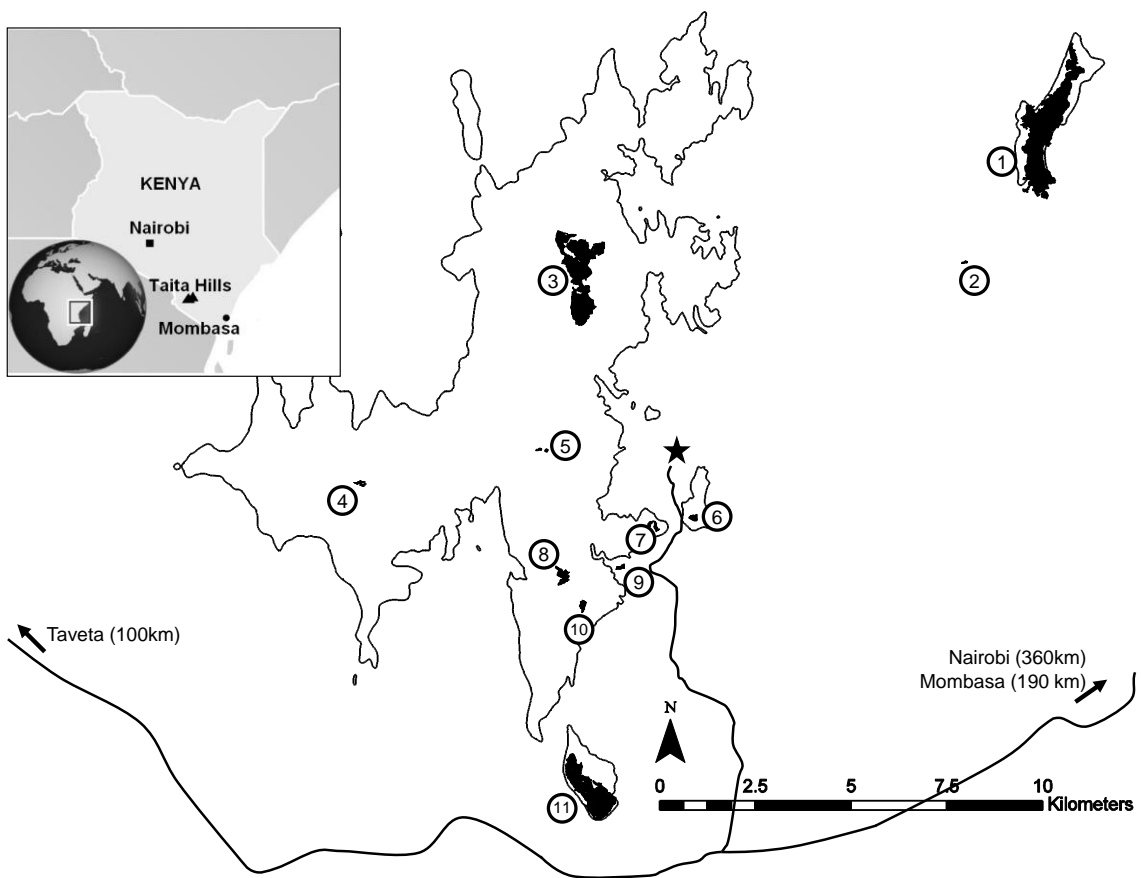 KENYA
Nairobi
Taita Hills
Mombasa
1
2
3
4
5
6
7
8
9
10
11
Taveta (100km)
Nairobi (360km)
Mombasa (190 km)
N
0 2.5 5 7.5 10
Kilometers